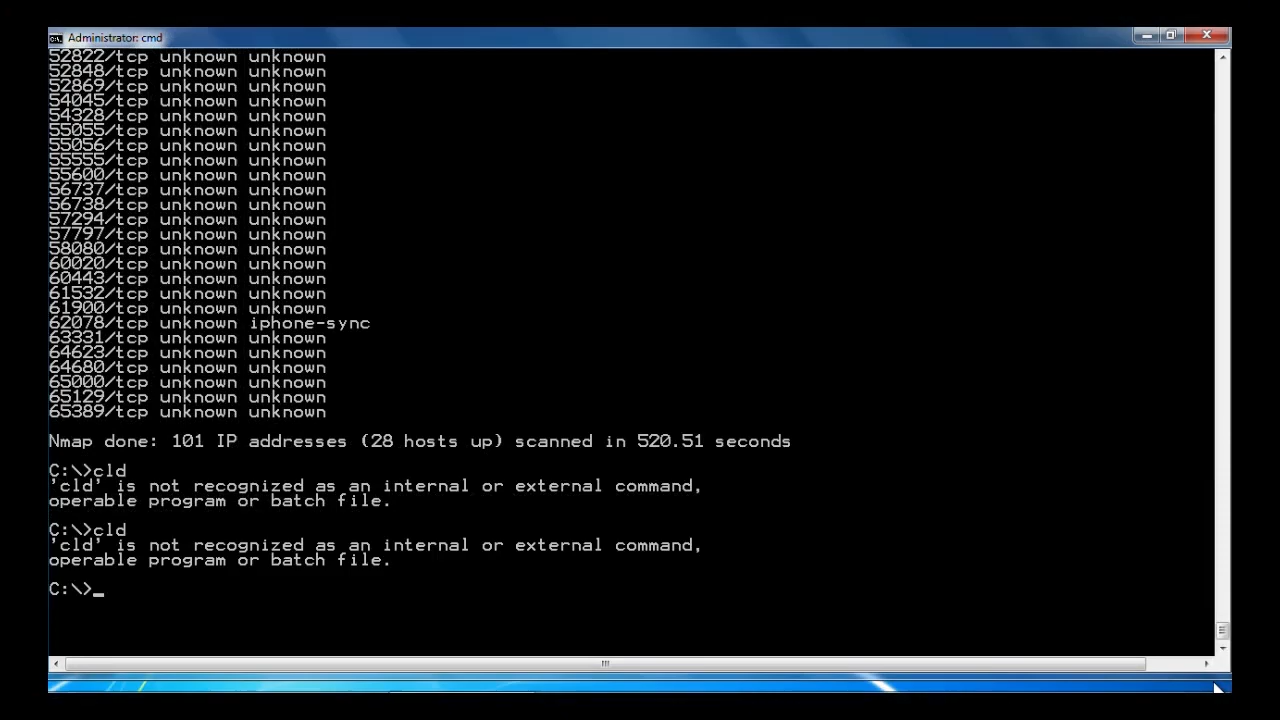 Administrator: cmd
52822/tcp unknown unknown
52848/tcp unknown unknown
52869/tcp unknown unknown
54045/tcp unknown unknown
54328/tcp unknown unknown
55055/tcp unknown unknown
55056/tcp unknown unknown
55555/tcp unknown unknown
55600/tcp unknown unknown
56737/tcp unknown unknown
56738/tcp unknown unknown
57294/tcp unknown unknown
57797/tcp unknown unknown
58080/tcp unknown unknown
60020/tcp unknown unknown
60443/tcp unknown unknown
61532/tcp unknown unknown
61900/tcp unknown unknown
62078/tcp unknown iphone-sync
63331/tcp unknown unknown
64623/tcp unknown unknown
64680/tcp unknown unknown
65000/tcp unknown unknown
65129/tcp unknown unknown
65389/tcp unknown unknown
Nmap done: 101 IP addresses (28 hosts up) scanned in 520.51 seconds
C:\>cld
'cld' is not recognized as an internal or external command,
operable program or batch file.
C:\>cld
'cld' is not recognized as an internal or external command,
operable program or batch file.
C:\>_